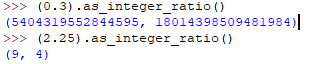 >>> (0.3).as_integer_ratio()
(5404319552844595, 18014398509481984)
>>> (2.25).as_integer_ratio()
(9, 4)